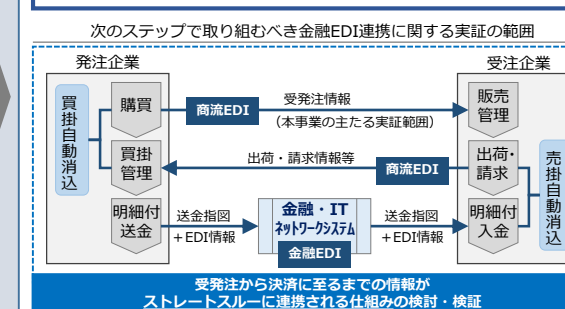 次のステップで取り組むべき金融EDI連携に関する実証の範囲
発注企業
受注企業
買掛自動消込
購買
商流EDI
受発注情報
（本事業の主たる実証範囲）
販売
管理
買掛
管理
出荷・請求情報等
商流EDI
出荷・
請求
売掛自動消込
明細付
送金
送金指図
＋EDI情報
金融・IT
ネットワークシステム
金融EDI
送金指図
＋EDI情報
明細付
入金
受発注から決済に至るまでの情報が
ストレートスルーに連携される仕組みの検討・検証